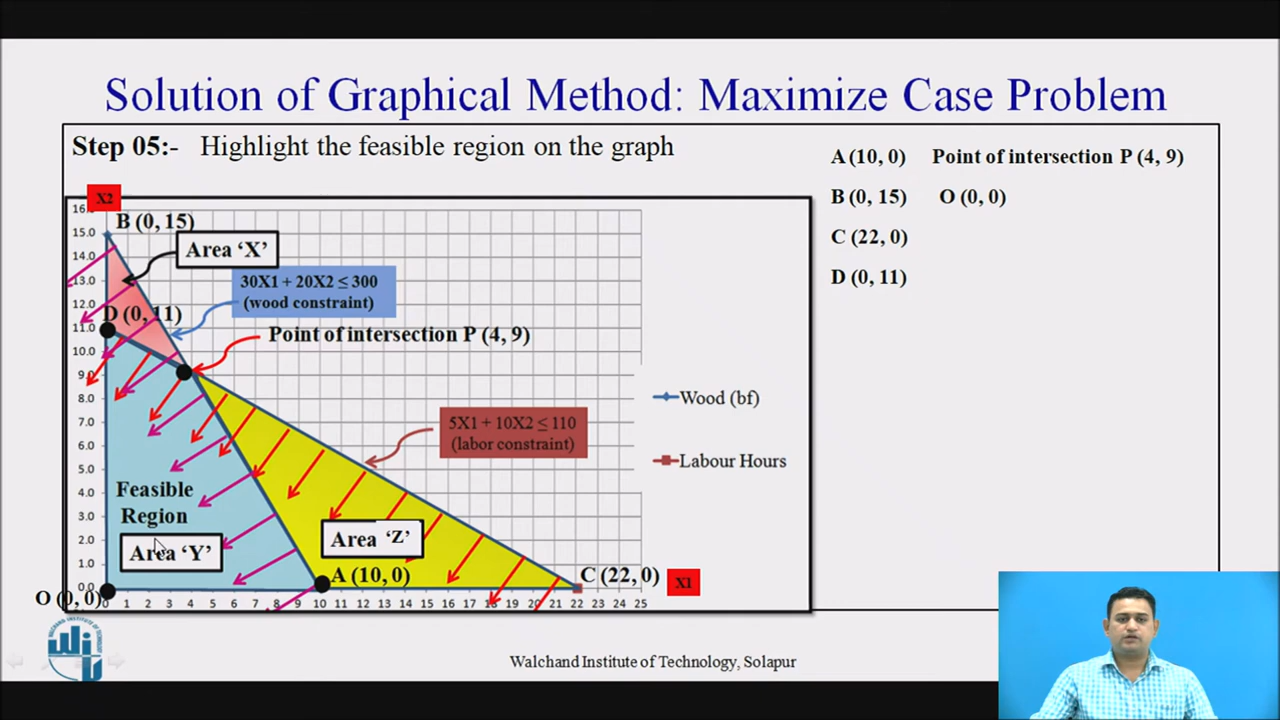 Solution of Graphical Method: Maximize Case Problem
Step 05:- Highlight the feasible region on the graph
A (10, 0) Point of intersection P (4, 9)
B (0, 15) O (0, 0)
C (22, 0)
D (0, 11)
X2
16.
15.0
14.0
13.0
12.0
11.0
10.0
9.0
8.0
7.0
6.0
5.0
4.0
3.0
2.0
1.0
0.0
B (0, 15)
Area ‘X’
30X1 + 20X2 ≤ 300
(wood constraint)
D (0, 11)
Point of intersection P (4, 9)
5X1 + 10X2 ≤ 110
(labor constraint)
Wood (bf)
Labour Hours
Feasible
Region
Area ‘Y’
Area ‘Z’
A (10, 0)
C (22, 0)
X1
O (0, 0)
0 1 2 3 4 5 6 7 8 9 10 11 12 13 14 15 16 17 18 19 20 21 22 23 24 25
WALCHAND INSTITUTE OF TECHNOLOGY
WIT
Walchand Institute of Technology, Solapur